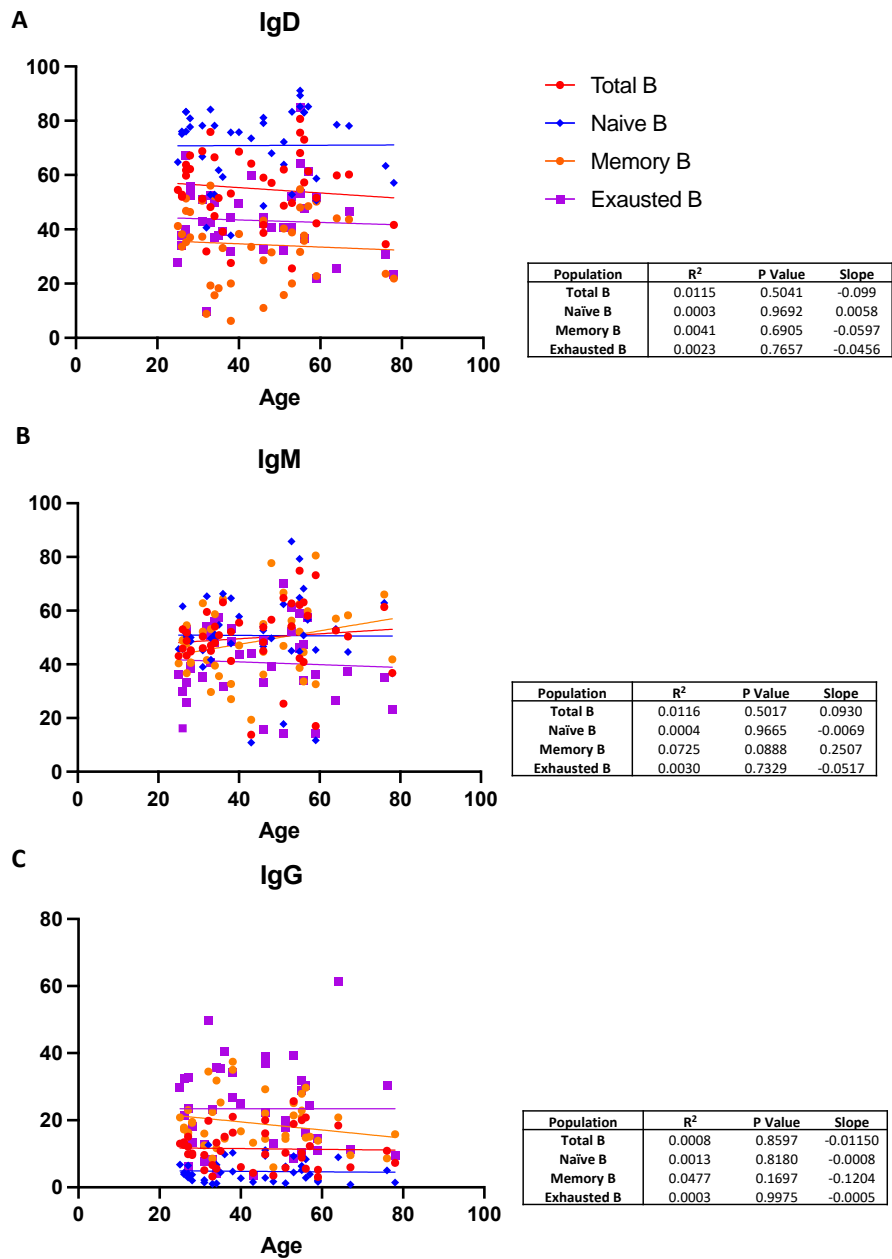 A
IgD
100
80
60
40
20
0
0 20 40 60 80 100
Age
Total B
Naive B
Memory B
Exausted B
Population R² P Value Slope
Total B 0.0115 0.5041 -0.099
Naïve B 0.0003 0.9692 0.0058
Memory B 0.0041 0.6905 -0.0597
Exhausted B 0.0023 0.7657 -0.0456
B
IgM
100
80
60
40
20
0
0 20 40 60 80 100
Age
Population R² P Value Slope
Total B 0.0116 0.5017 0.0930
Naïve B 0.0004 0.9665 -0.0069
Memory B 0.0725 0.0888 0.2507
Exhausted B 0.0030 0.7329 -0.0517
C
IgG
80
60
40
20
0
0 20 40 60 80 100
Age
Population R² P Value Slope
Total B 0.0008 0.8597 -0.01150
Naïve B 0.0013 0.8180 -0.0008
Memory B 0.0477 0.1697 -0.1204
Exhausted B 0.0003 0.9975 -0.0005